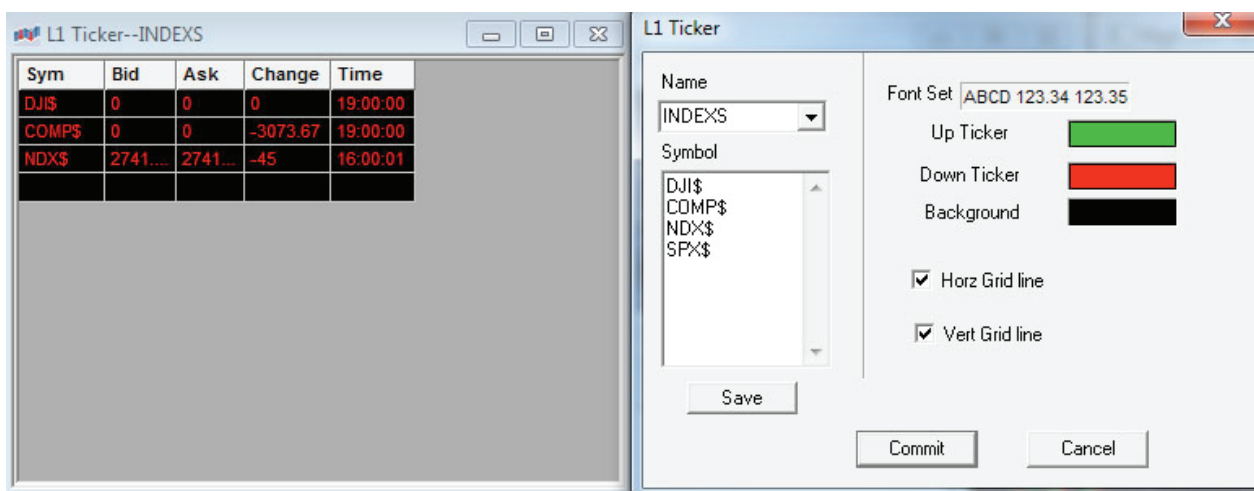 L1 Ticker--INDEXS
Sym Bid Ask Change Time
DJI$ 0 0 0 19:00:00
COMP$ 0 0 -3073.67 19:00:00
NDX$ 2741.... 2741... -45 16:00:01
L1 Ticker
Name
INDEXS
Symbol
DJI$
COMP$
NDX$
SPX$
Save
Font Set ABCD 123.34 123.35
Up Ticker
Down Ticker
Background
Horz Grid line
Vert Grid line
Commit Cancel